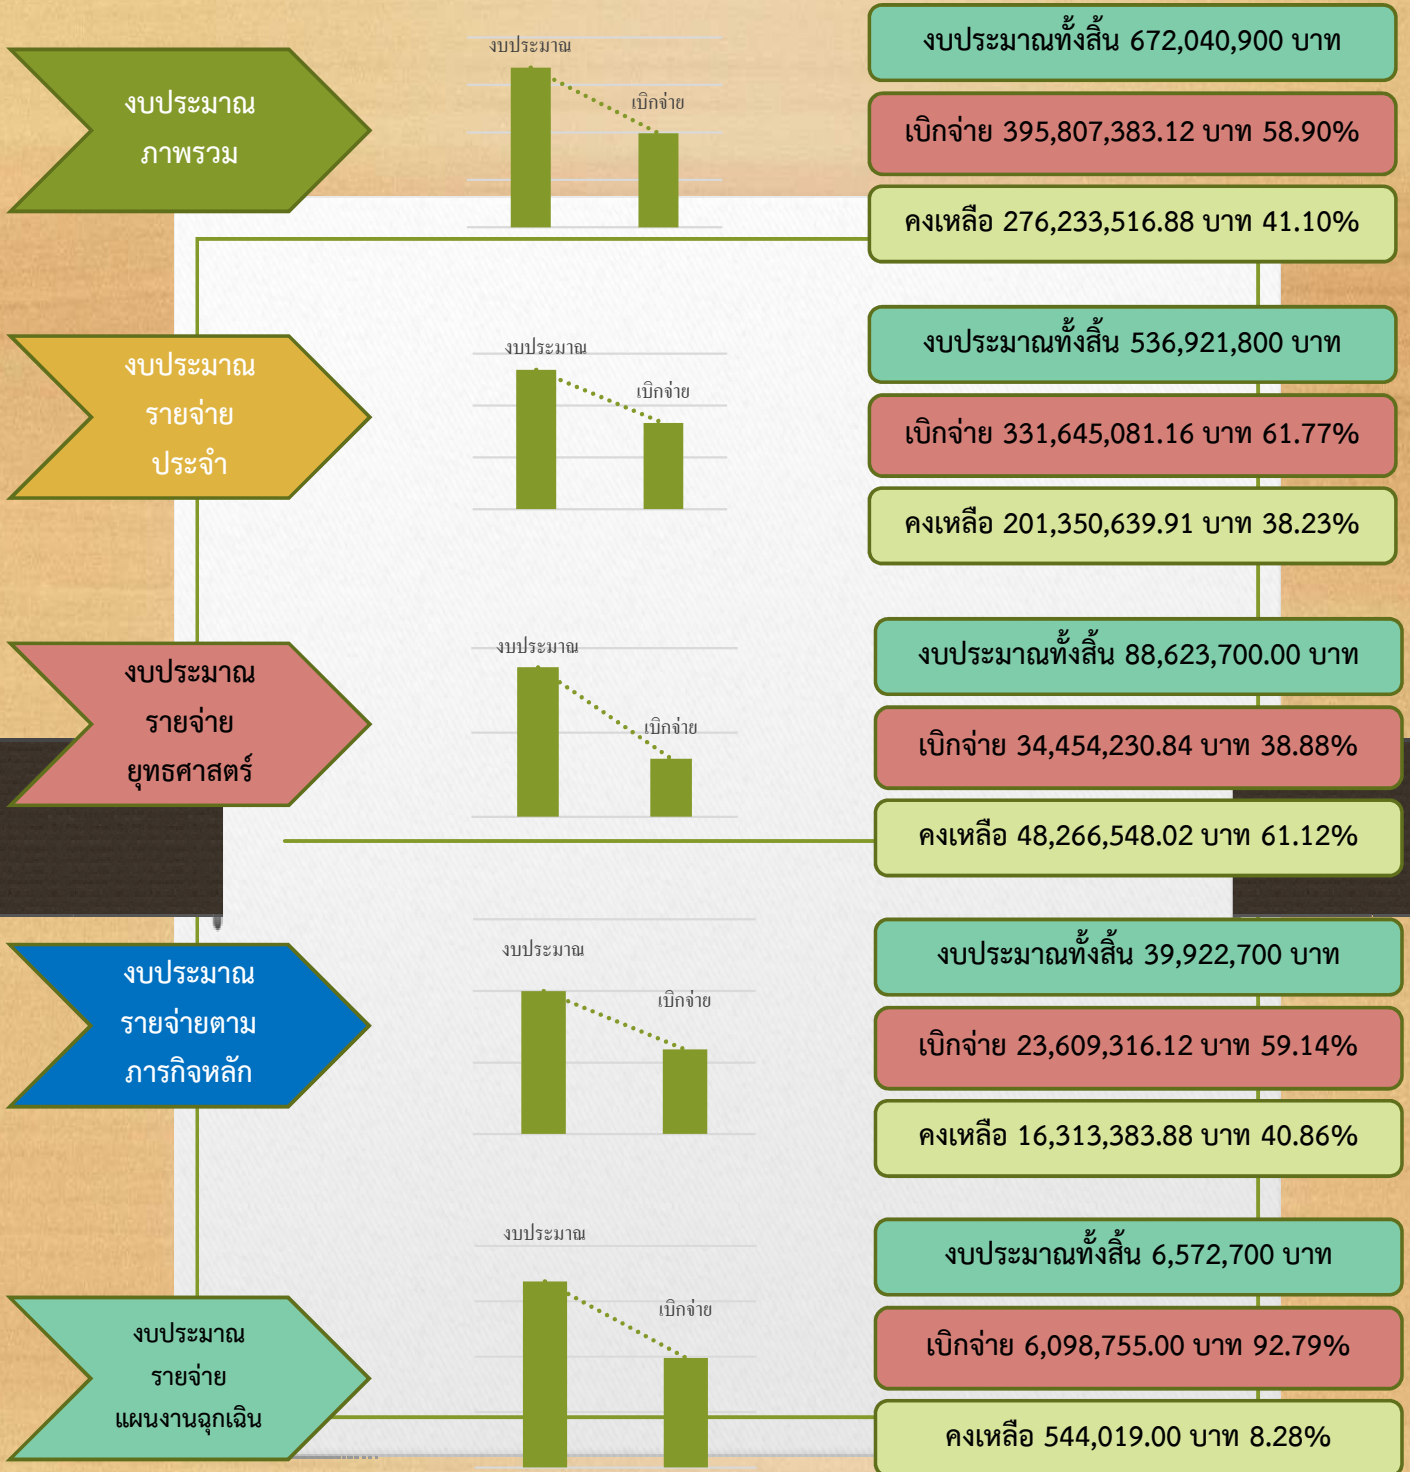 งบประมาณ
ภาพรวม
งบประมาณ
เบิกจ่าย
งบประมาณทั้งสิ้น 672,040,900 บาท
เบิกจ่าย 395,807,383.12 บาท 58.90%
คงเหลือ 276,233,516.88 บาท 41.10%
งบประมาณ
รายจ่าย
ประจำ
งบประมาณ
เบิกจ่าย
งบประมาณทั้งสิ้น 536,921,800 บาท
เบิกจ่าย 331,645,081.16 บาท 61.77%
คงเหลือ 201,350,639.91 บาท 38.23%
งบประมาณ
รายจ่าย
ยุทธศาสตร์
งบประมาณ
เบิกจ่าย
งบประมาณทั้งสิ้น 88,623,700.00 บาท
เบิกจ่าย 34,454,230.84 บาท 38.88%
คงเหลือ 48,266,548.02 บาท 61.12%
งบประมาณ
รายจ่ายตาม
ภารกิจหลัก
งบประมาณ
เบิกจ่าย
งบประมาณทั้งสิ้น 39,922,700 บาท
เบิกจ่าย 23,609,316.12 บาท 59.14%
คงเหลือ 16,313,383.88 บาท 40.86%
งบประมาณ
รายจ่าย
แผนงานฉุกเฉิน
งบประมาณ
เบิกจ่าย
งบประมาณทั้งสิ้น 6,572,700 บาท
เบิกจ่าย 6,098,755.00 บาท 92.79%
คงเหลือ 544,019.00 บาท 8.28%